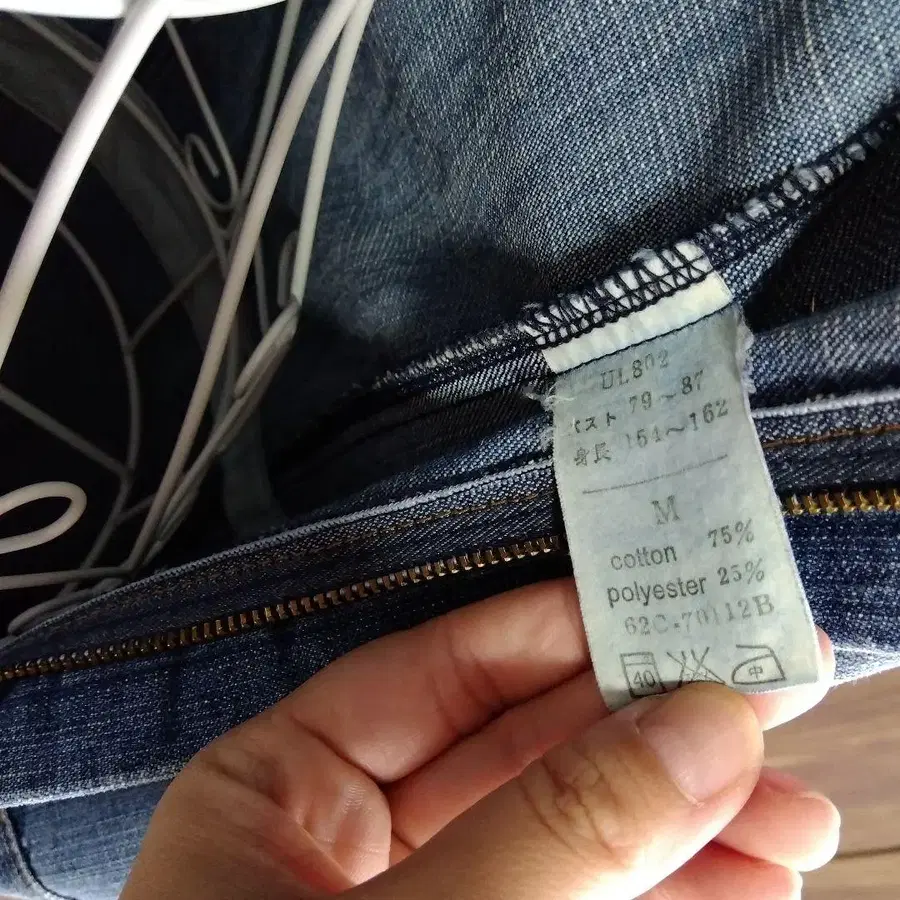 UL802
バスト 79～87
身長 154～162
M
cotton 75%
polyester 25%
62C-70112B
40
中